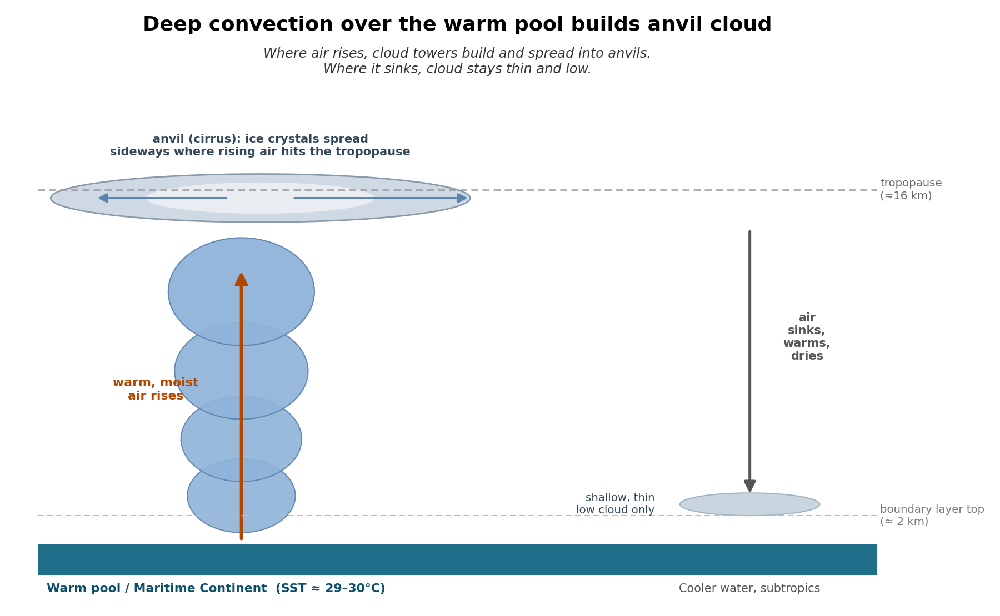 Deep convection over the warm pool builds anvil cloud
Where air rises, cloud towers build and spread into anvils.
Where it sinks, cloud stays thin and low.
anvil (cirrus): ice crystals spread
sideways where rising air hits the tropopause
tropopause
(≈16 km)
air
sinks,
warms,
dries
warm, moist
air rises
shallow, thin
low cloud only
boundary layer top
(≈ 2 km)
Warm pool / Maritime Continent  (SST ≈ 29–30°C)
Cooler water, subtropics